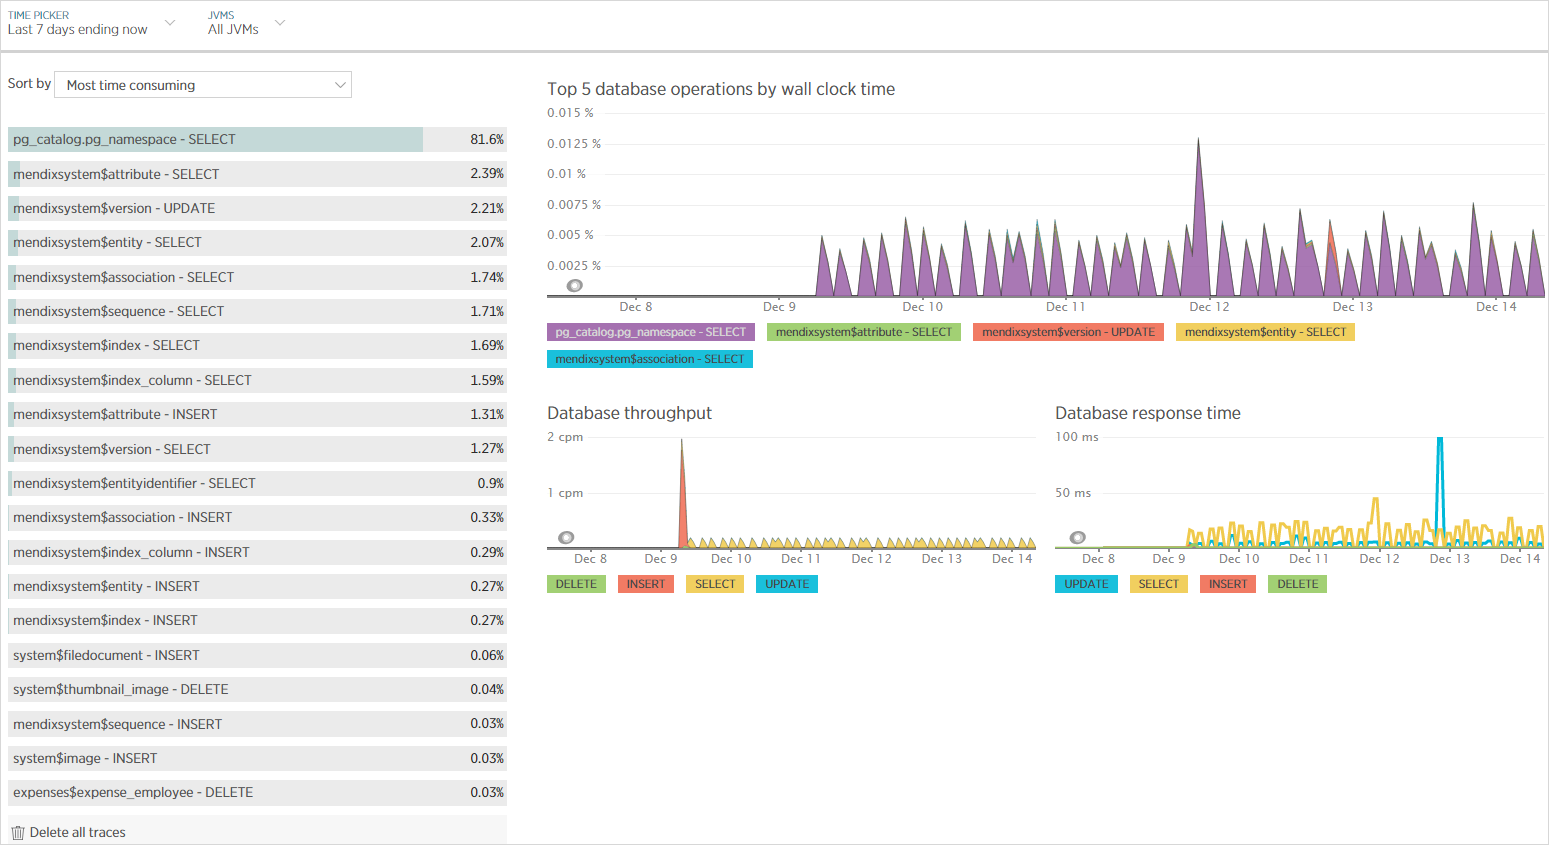 TIME PICKER
Last 7 days ending now
JVMS
All JVMs
Sort by
Most time consuming
pg_catalog.pg_namespace - SELECT 81.6%
mendixsystem$attribute - SELECT 2.39%
mendixsystem$version - UPDATE 2.21%
mendixsystem$entity - SELECT 2.07%
mendixsystem$association - SELECT 1.74%
mendixsystem$sequence - SELECT 1.71%
mendixsystem$index - SELECT 1.69%
mendixsystem$index_column - SELECT 1.59%
mendixsystem$attribute - INSERT 1.31%
mendixsystem$version - SELECT 1.27%
mendixsystem$entityidentifier - SELECT 0.9%
mendixsystem$association - INSERT 0.33%
mendixsystem$index_column - INSERT 0.29%
mendixsystem$entity - INSERT 0.27%
mendixsystem$index - INSERT 0.27%
system$filedocument - INSERT 0.06%
system$thumbnail_image - DELETE 0.04%
mendixsystem$sequence - INSERT 0.03%
system$image - INSERT 0.03%
expenses$expense_employee - DELETE 0.03%
Delete all traces
Top 5 database operations by wall clock time
0.015 %
0.0125 %
0.01 %
0.0075 %
0.005 %
0.0025 %
Dec 8 Dec 9 Dec 10 Dec 11 Dec 12 Dec 13 Dec 14
pg_catalog.pg_namespace - SELECT mendixsystem$attribute - SELECT mendixsystem$version - UPDATE mendixsystem$entity - SELECT
mendixsystem$association - SELECT
Database throughput
2 cpm
1 cpm
Dec 8 Dec 9 Dec 10 Dec 11 Dec 12 Dec 13 Dec 14
DELETE INSERT SELECT UPDATE
Database response time
100 ms
50 ms
Dec 8 Dec 9 Dec 10 Dec 11 Dec 12 Dec 13 Dec 14
UPDATE SELECT INSERT DELETE